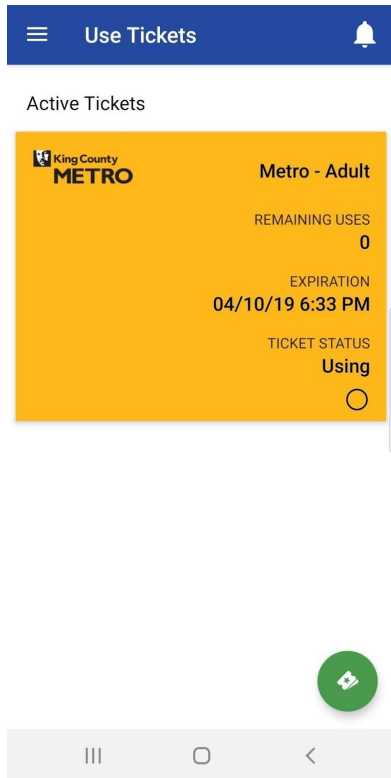 Use Tickets
Active Tickets
King County
METRO
Metro - Adult
REMAINING USES
0
EXPIRATION
04/10/19 6:33 PM
TICKET STATUS
Using